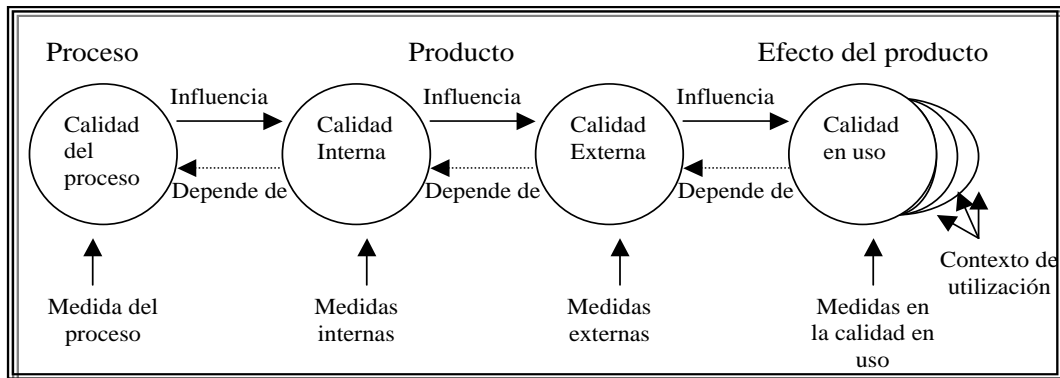 Proceso
Producto
Efecto del producto
Influencia
Influencia
Influencia
Calidad
del
proceso
Calidad
Interna
Calidad
Externa
Calidad
en uso
Depende de
Depende de
Depende de
Medida del
proceso
Medidas
internas
Medidas
externas
Medidas en
la calidad en
uso
Contexto de
utilización